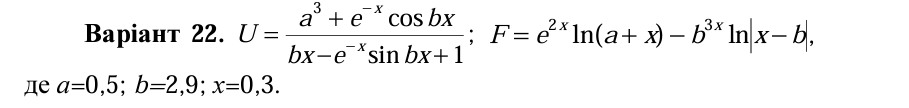 Варіант 22. $U = \frac{a^3 + e^{-x} \cos bx}{bx - e^{-x} \sin bx + 1}$; $F = e^{2x} \ln(a + x) - b^{3x} \ln|x - b|$,
де a=0,5; b=2,9; x=0,3.